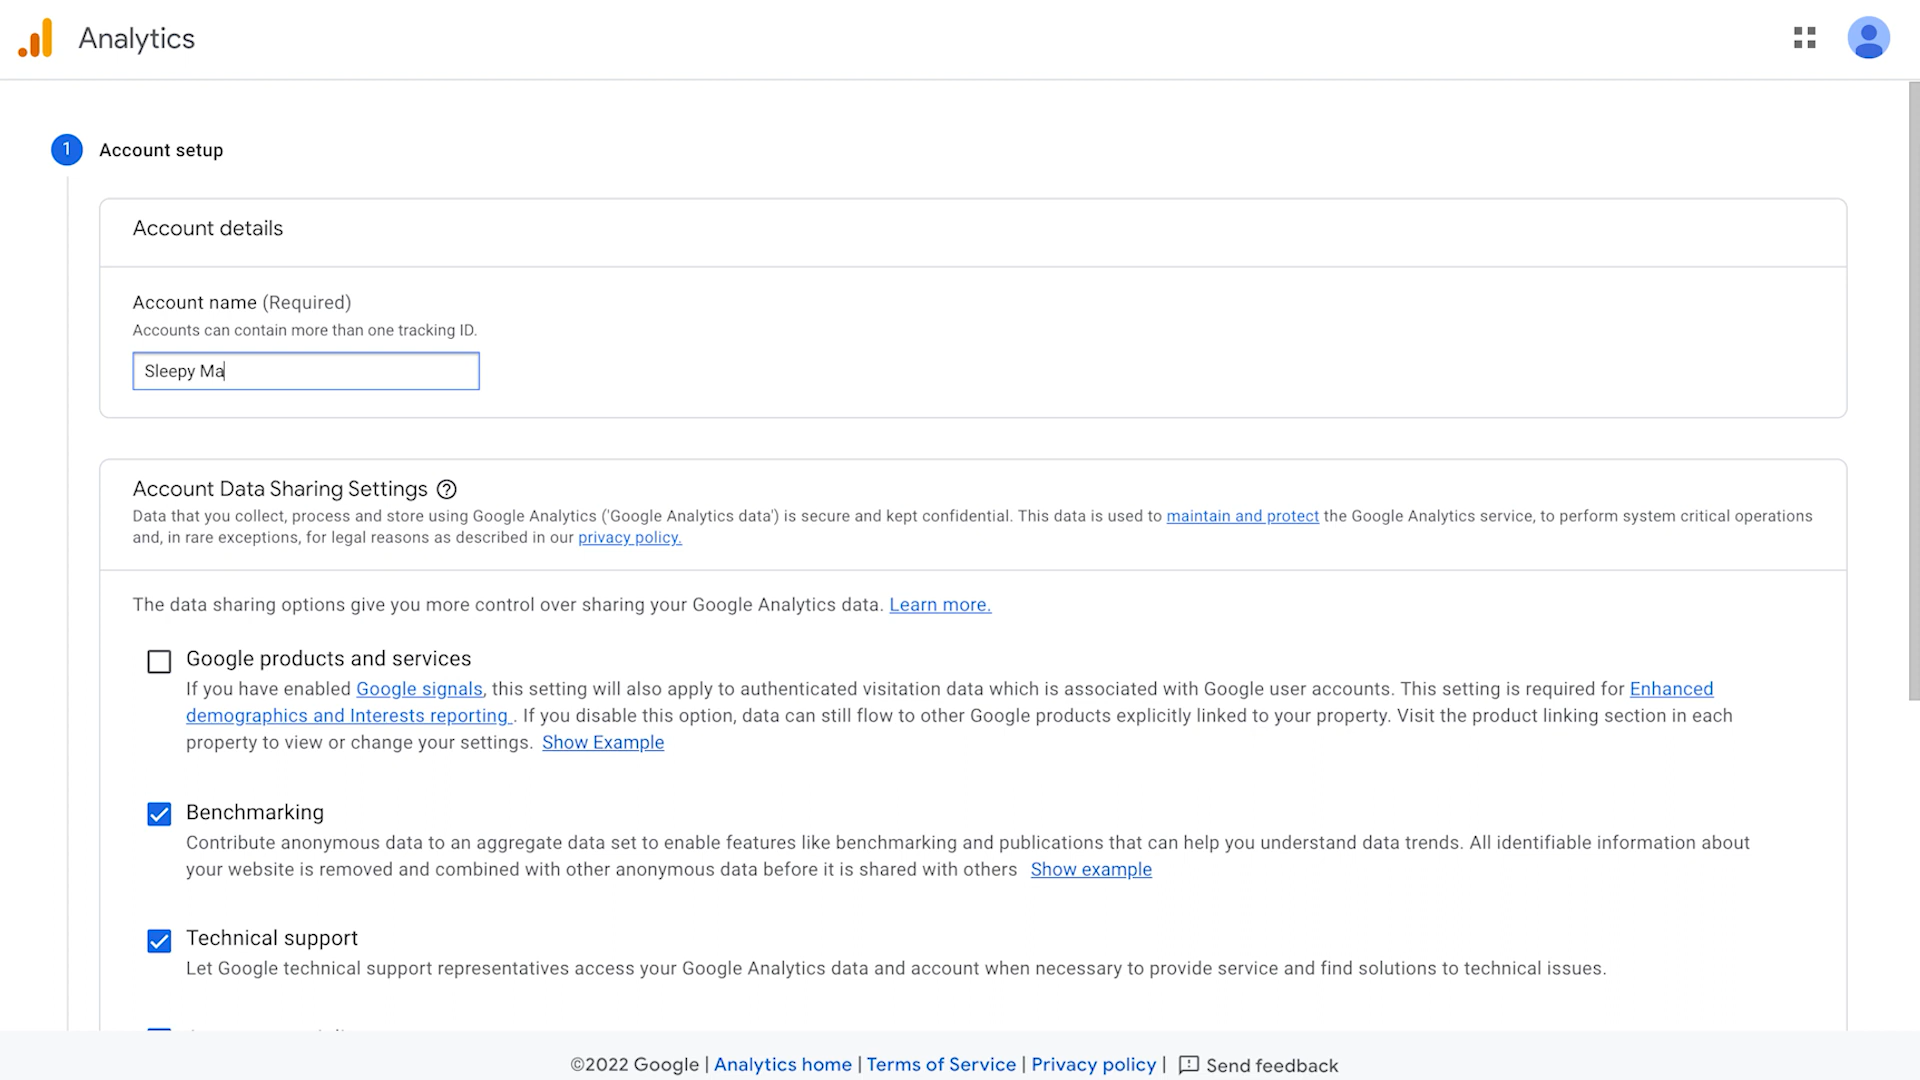 Analytics
1 Account setup
Account details
Account name (Required)
Accounts can contain more than one tracking ID.
Sleepy Ma
Account Data Sharing Settings
Data that you collect, process and store using Google Analytics ('Google Analytics data') is secure and kept confidential. This data is used to maintain and protect the Google Analytics service, to perform system critical operations
and, in rare exceptions, for legal reasons as described in our privacy policy.
The data sharing options give you more control over sharing your Google Analytics data. Learn more.
Google products and services
If you have enabled Google signals, this setting will also apply to authenticated visitation data which is associated with Google user accounts. This setting is required for Enhanced
demographics and Interests reporting . If you disable this option, data can still flow to other Google products explicitly linked to your property. Visit the product linking section in each
property to view or change your settings. Show Example
Benchmarking
Contribute anonymous data to an aggregate data set to enable features like benchmarking and publications that can help you understand data trends. All identifiable information about
your website is removed and combined with other anonymous data before it is shared with others Show example
Technical support
Let Google technical support representatives access your Google Analytics data and account when necessary to provide service and find solutions to technical issues.
©2022 Google | Analytics home | Terms of Service | Privacy policy | Send feedback